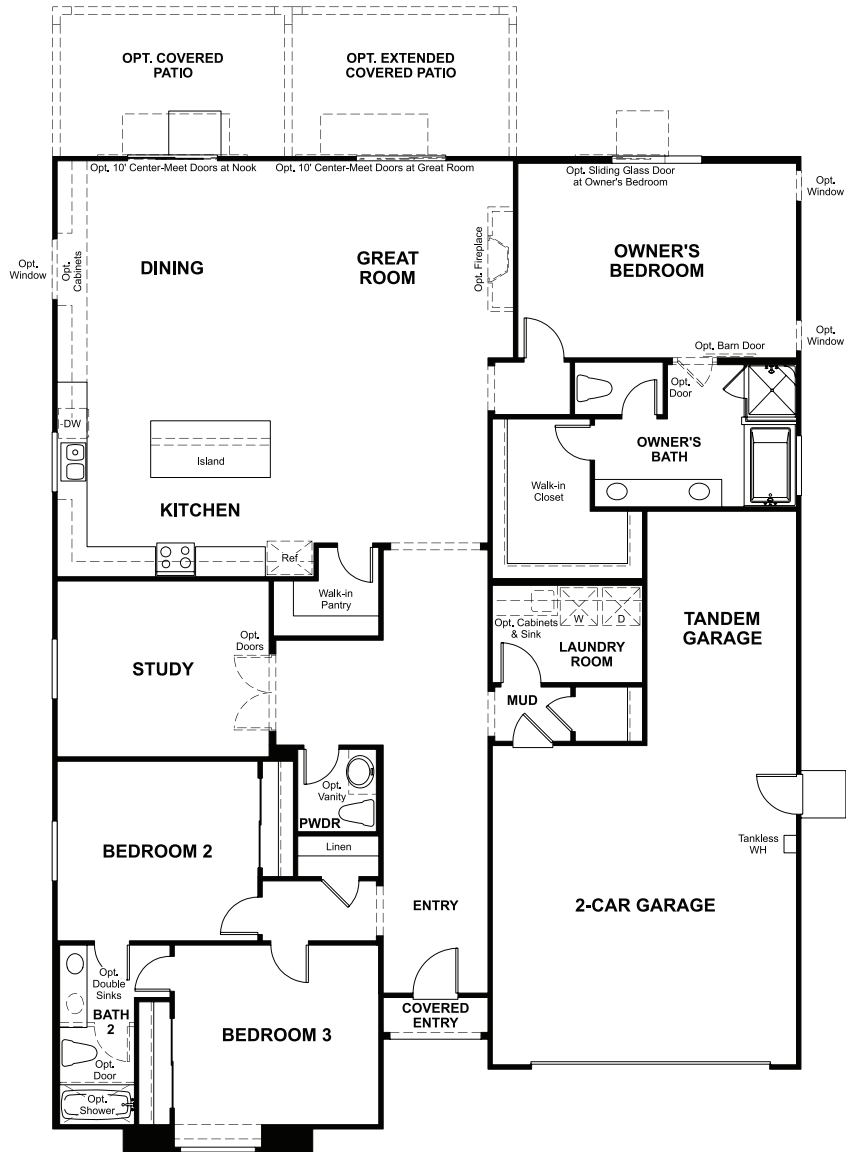 OPT. COVERED
PATIO
OPT. EXTENDED
COVERED PATIO
Opt. 10' Center-Meet Doors at Nook
Opt. 10' Center-Meet Doors at Great Room
Opt. Sliding Glass Door
at Owner's Bedroom
Opt.
Window
Opt.
Window
Opt.
Cabinets
DINING
GREAT
ROOM
Opt. Fireplace
OWNER'S
BEDROOM
Opt.
Window
Opt. Barn Door
Opt.
Door
DW
Island
KITCHEN
Ref
Walk-in
Pantry
OWNER'S
BATH
Walk-in
Closet
Opt.
Doors
STUDY
Opt. Cabinets
& Sink
W
D
LAUNDRY
ROOM
TANDEM
GARAGE
MUD
Opt.
Vanity
PWDR
Linen
BEDROOM 2
ENTRY
Tankless
WH
2-CAR GARAGE
Opt.
Double
Sinks
BATH
2
Opt.
Door
Opt.
Shower
BEDROOM 3
COVERED
ENTRY